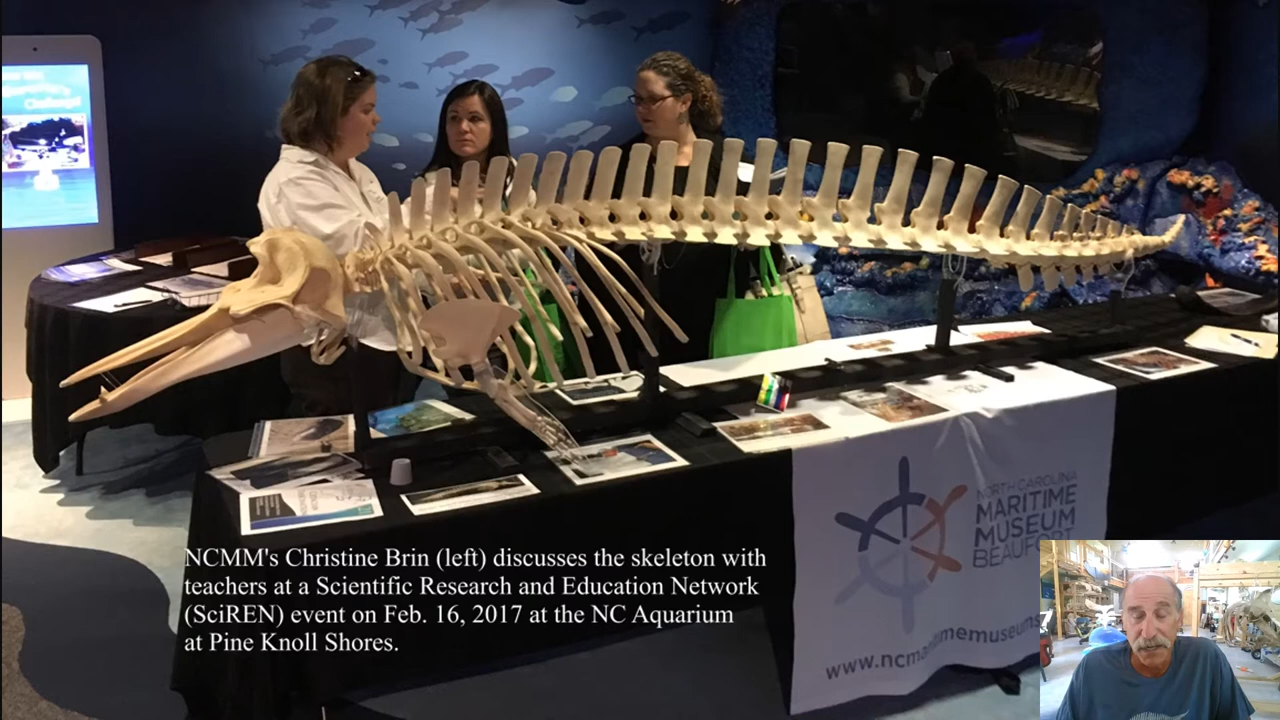 NORTH CAROLINA
MARITIME
MUSEUM
BEAUFORT
www.ncmaritimemuseums
NCMM's Christine Brin (left) discusses the skeleton with
teachers at a Scientific Research and Education Network
(SciREN) event on Feb. 16, 2017 at the NC Aquarium
at Pine Knoll Shores.